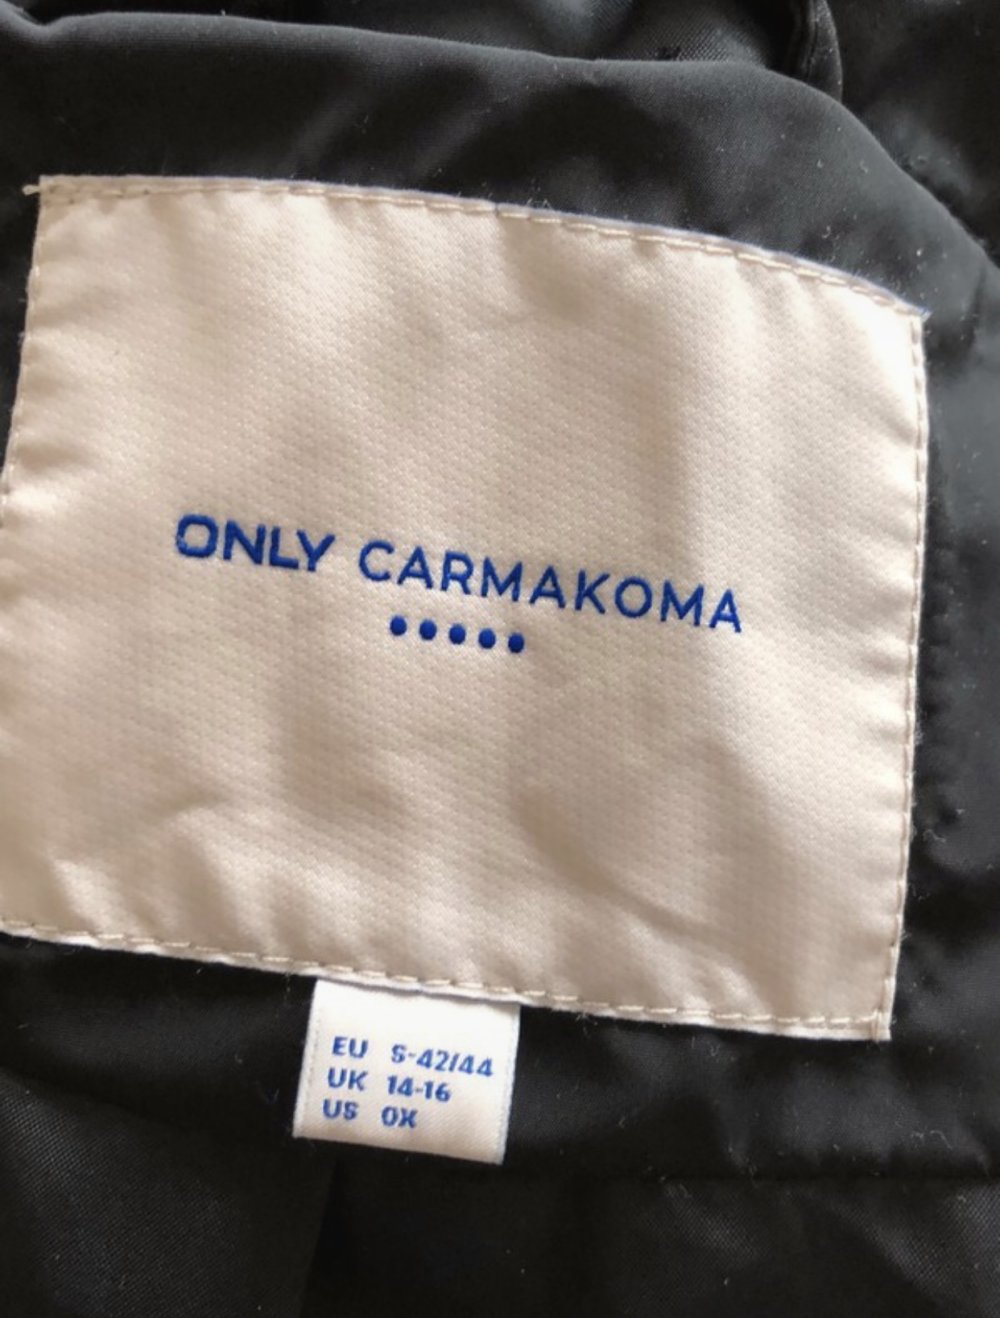 ONLY CARMAKOMA
EU S-42/44
UK 14-16
US 0X